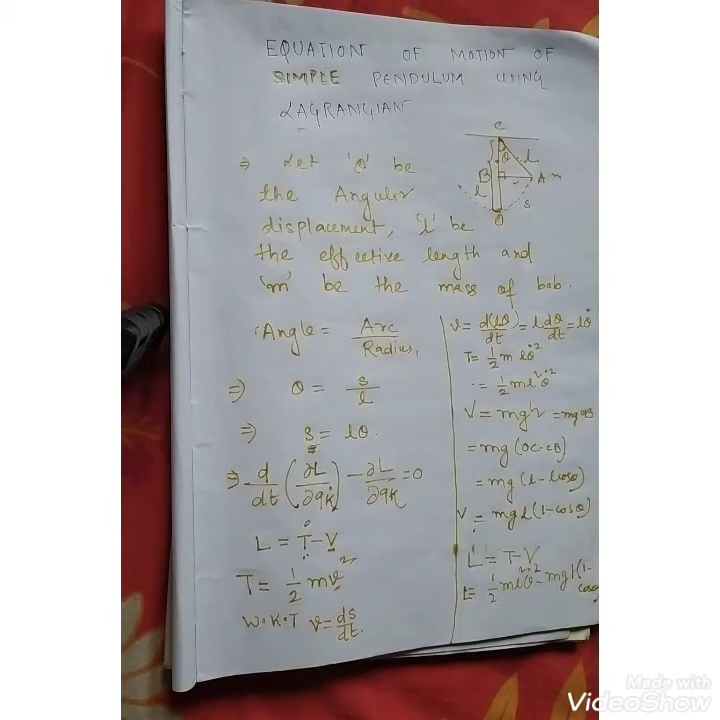 EQUATION OF MOTION OF
SIMPLE PENDULUM USING
LAGRANGIAN
⇒ Let 'θ' be
the Angular
displacement, 'l' be
the effective length and
'm' be the mass of bob.
C
θ
l
B
A m
l
s
O
Angle = Arc/Radius,
⇒ θ = s/l
⇒ s = lθ.
⇒ d/dt (∂L/∂q̇k) − ∂L/∂qk = 0
L = T − V
T = 1/2 mv²
W.K.T v = ds/dt.
v = d(lθ)/dt = l dθ/dt = lθ̇
T = 1/2 m lθ̇²
= 1/2 ml²θ̇²
V = mgh = mg OB
= mg (OC − CB)
= mg (l − lcosθ)
V = mgl (1 − cosθ)
L = T − V
L = 1/2 ml²θ̇² − mgl (1 −
cosθ)
Made with
VideoShow